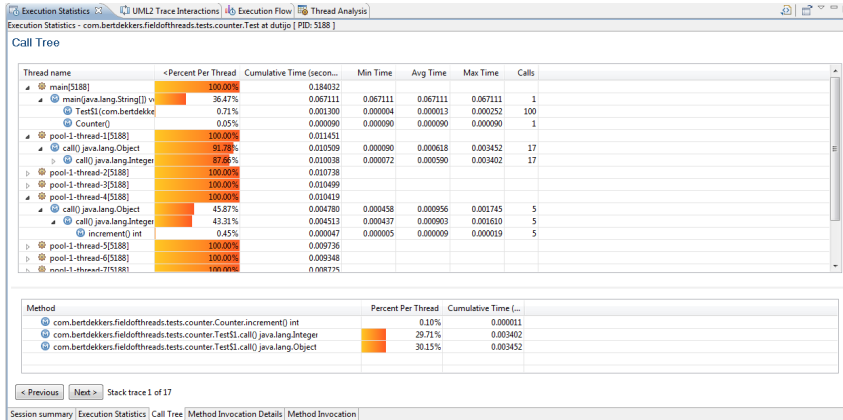 Execution Statistics UML2 Trace Interactions Execution Flow Thread Analysis
Execution Statistics - com.bertdekkers.fieldofthreads.tests.counter.Test at dutijo [ PID: 5188 ]
Call Tree
Thread name <Percent Per Thread Cumulative Time (secon... Min Time Avg Time Max Time Calls
main[5188] 100.00% 0.184032
main(java.lang.String[]) v 36.47% 0.067111 0.067111 0.067111 0.067111 1
Test$1(com.bertdekke 0.71% 0.001300 0.000004 0.000013 0.000252 100
Counter() 0.05% 0.000090 0.000090 0.000090 0.000090 1
pool-1-thread-1[5188] 100.00% 0.011451
call() java.lang.Object 91.78% 0.010509 0.000090 0.000618 0.003452 17
call() java.lang.Integer 87.66% 0.010038 0.000072 0.000590 0.003402 17
pool-1-thread-2[5188] 100.00% 0.010738
pool-1-thread-3[5188] 100.00% 0.010499
pool-1-thread-4[5188] 100.00% 0.010419
call() java.lang.Object 45.87% 0.004780 0.000458 0.000956 0.001745 5
call() java.lang.Integer 43.31% 0.004513 0.000437 0.000903 0.001610 5
increment() int 0.45% 0.000047 0.000005 0.000009 0.000019 5
pool-1-thread-5[5188] 100.00% 0.009736
pool-1-thread-6[5188] 100.00% 0.009348
pool-1-thread-7[5188] 100.00% 0.008725
Method Percent Per Thread Cumulative Time (...
com.bertdekkers.fieldofthreads.tests.counter.Counter.increment() int 0.10% 0.000011
com.bertdekkers.fieldofthreads.tests.counter.Test$1.call() java.lang.Integer 29.71% 0.003402
com.bertdekkers.fieldofthreads.tests.counter.Test$1.call() java.lang.Object 30.15% 0.003452
< Previous Next > Stack trace 1 of 17
Session summary Execution Statistics Call Tree Method Invocation Details Method Invocation